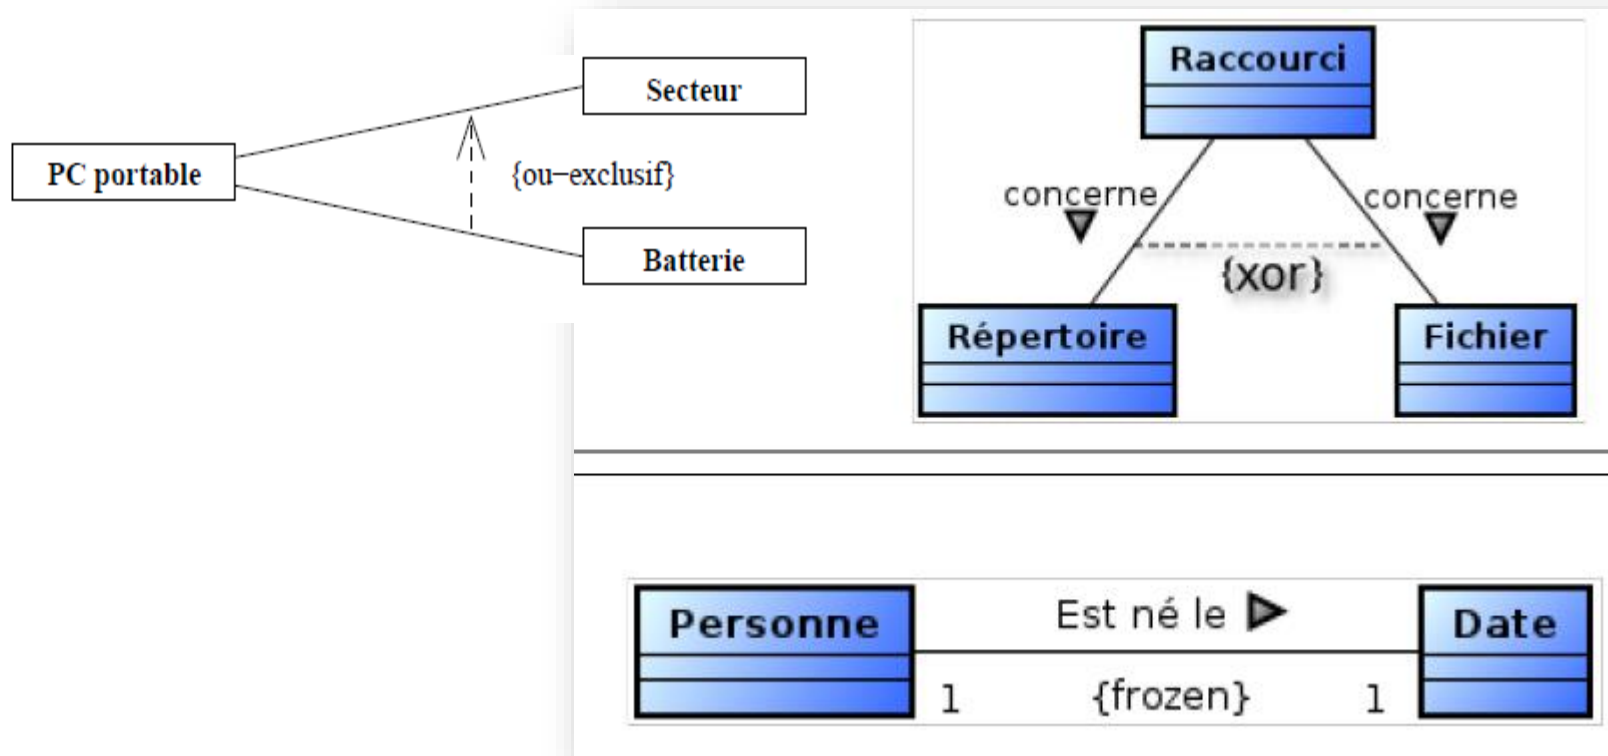 Secteur
PC portable
{ou-exclusif}
Batterie
Raccourci
concerne
concerne
{xor}
Répertoire
Fichier
Personne
Est né le
Date
1
{frozen}
1